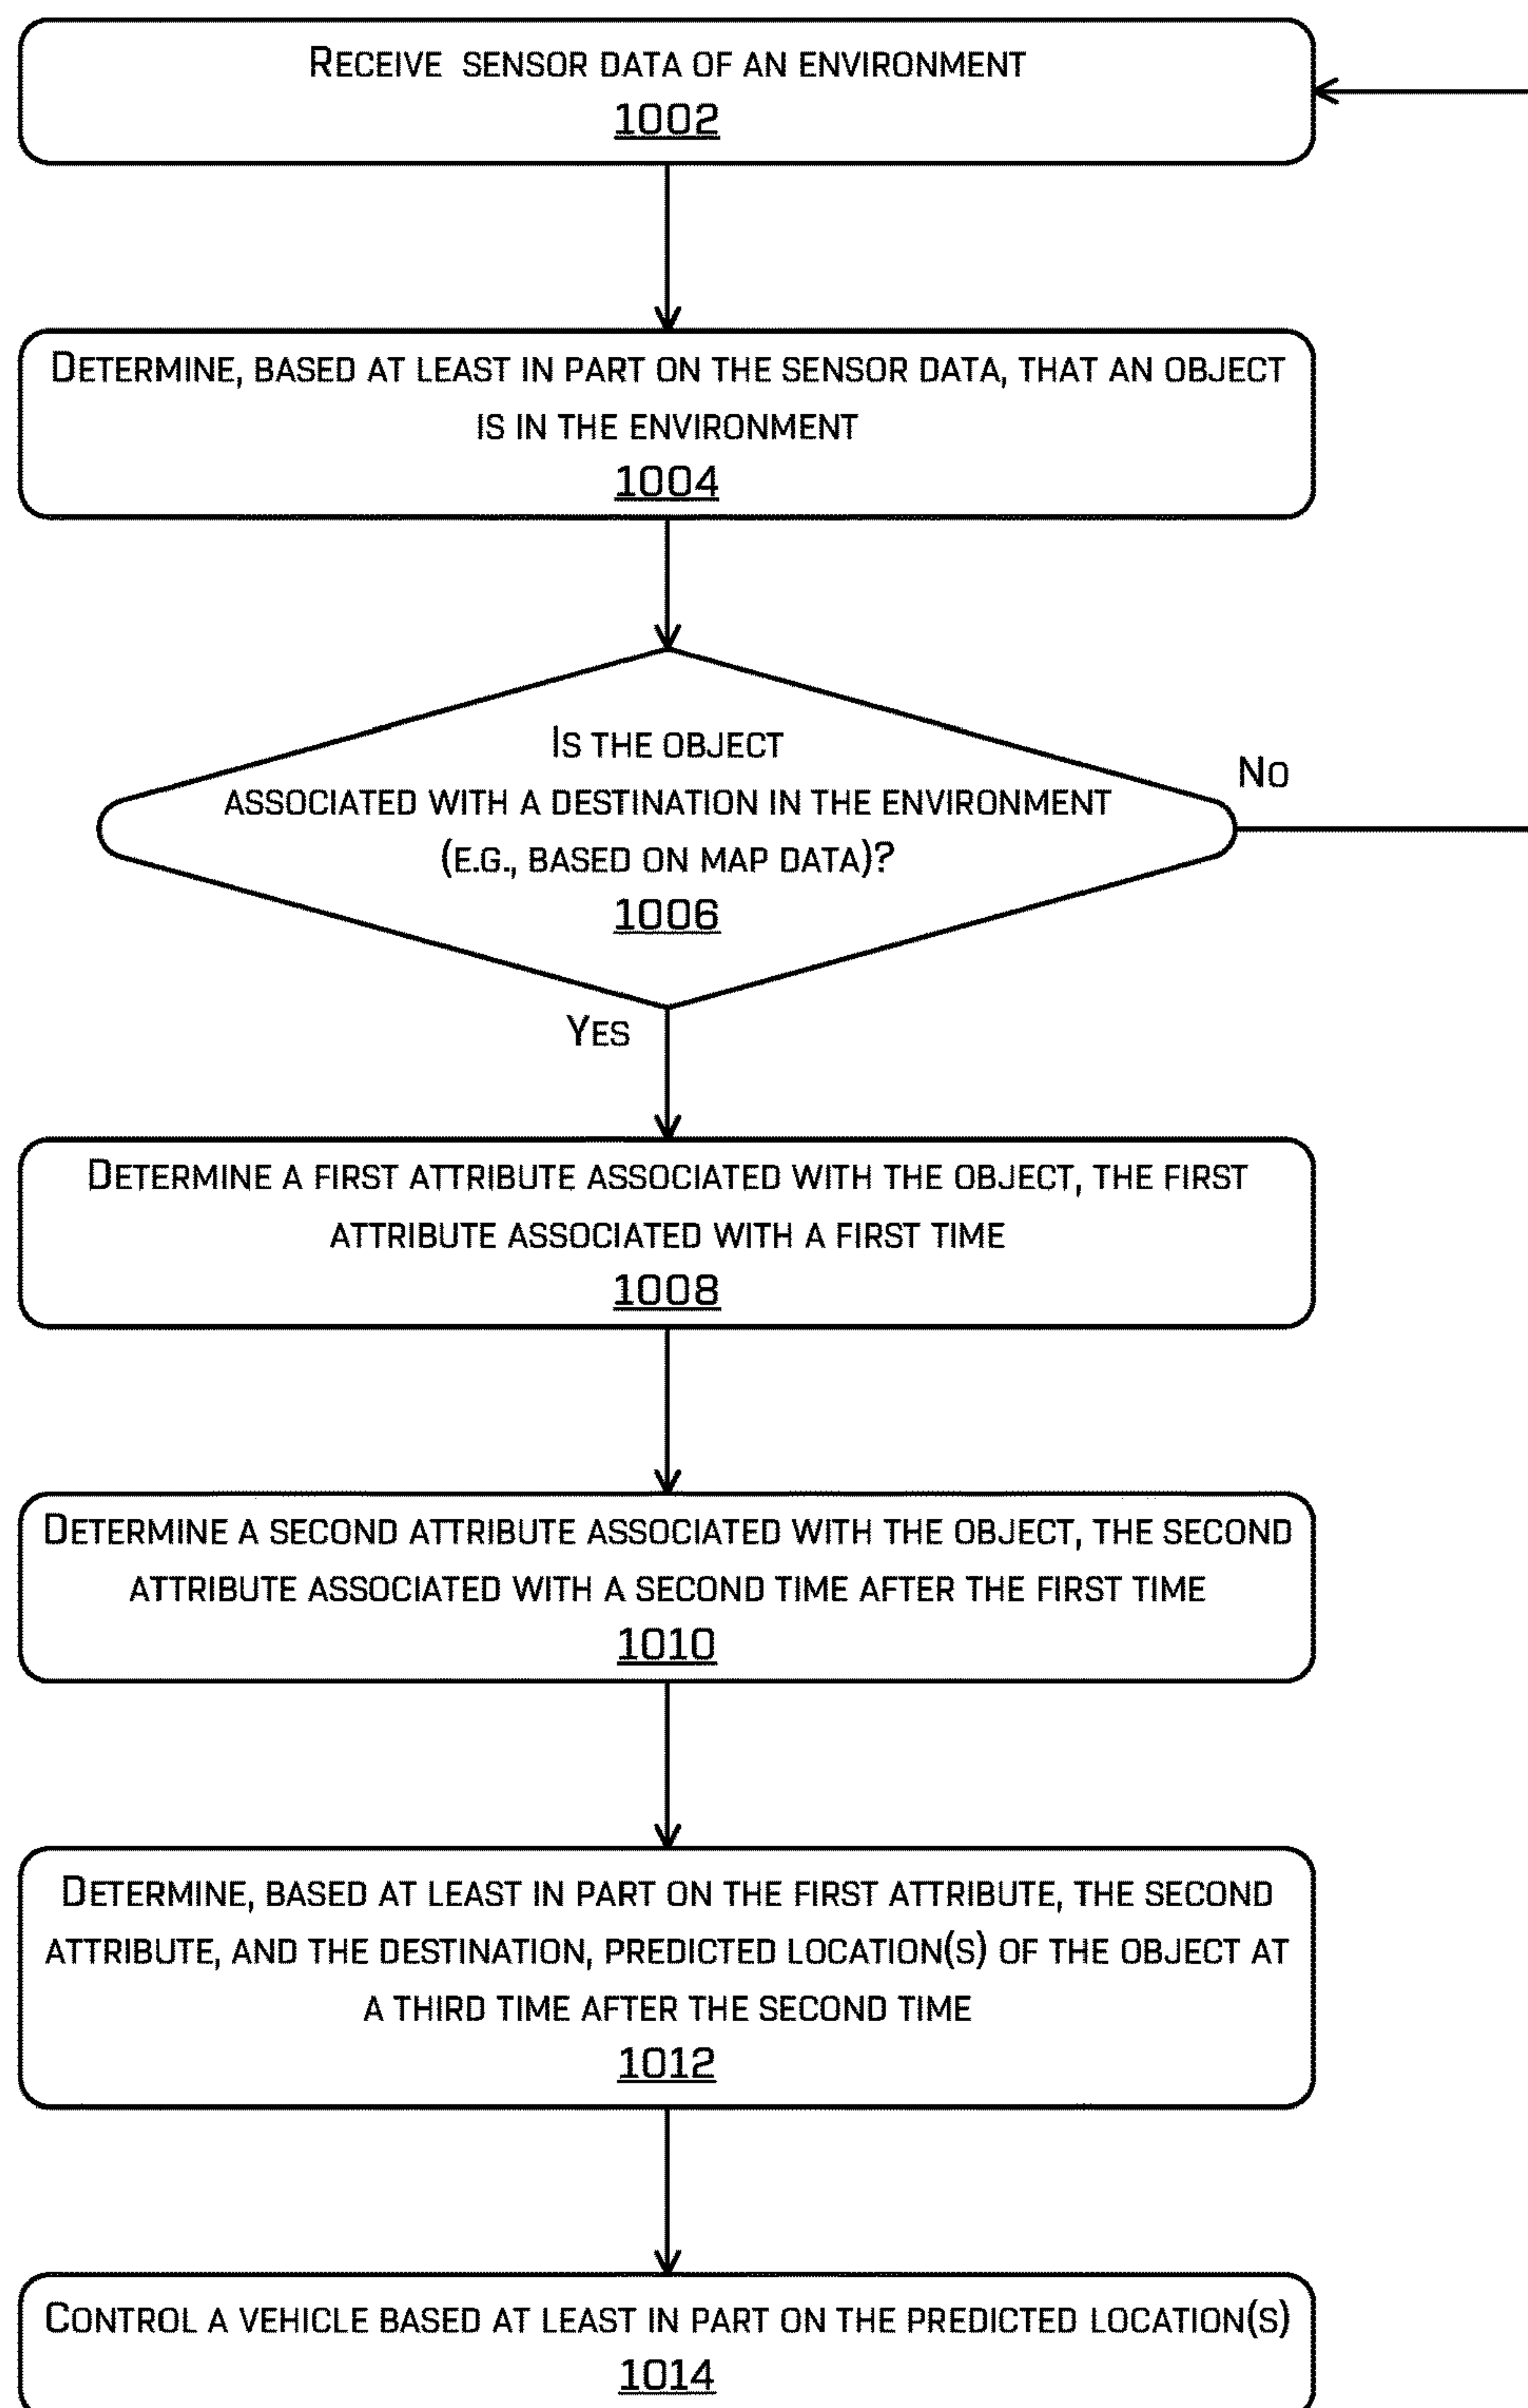 RECEIVE SENSOR DATA OF AN ENVIRONMENT
1002
DETERMINE, BASED AT LEAST IN PART ON THE SENSOR DATA, THAT AN OBJECT
IS IN THE ENVIRONMENT
1004
IS THE OBJECT
ASSOCIATED WITH A DESTINATION IN THE ENVIRONMENT
(E.G., BASED ON MAP DATA)?
1006
NO
YES
DETERMINE A FIRST ATTRIBUTE ASSOCIATED WITH THE OBJECT, THE FIRST
ATTRIBUTE ASSOCIATED WITH A FIRST TIME
1008
DETERMINE A SECOND ATTRIBUTE ASSOCIATED WITH THE OBJECT, THE SECOND
ATTRIBUTE ASSOCIATED WITH A SECOND TIME AFTER THE FIRST TIME
1010
DETERMINE, BASED AT LEAST IN PART ON THE FIRST ATTRIBUTE, THE SECOND
ATTRIBUTE, AND THE DESTINATION, PREDICTED LOCATION(S) OF THE OBJECT AT
A THIRD TIME AFTER THE SECOND TIME
1012
CONTROL A VEHICLE BASED AT LEAST IN PART ON THE PREDICTED LOCATION(S)
1014